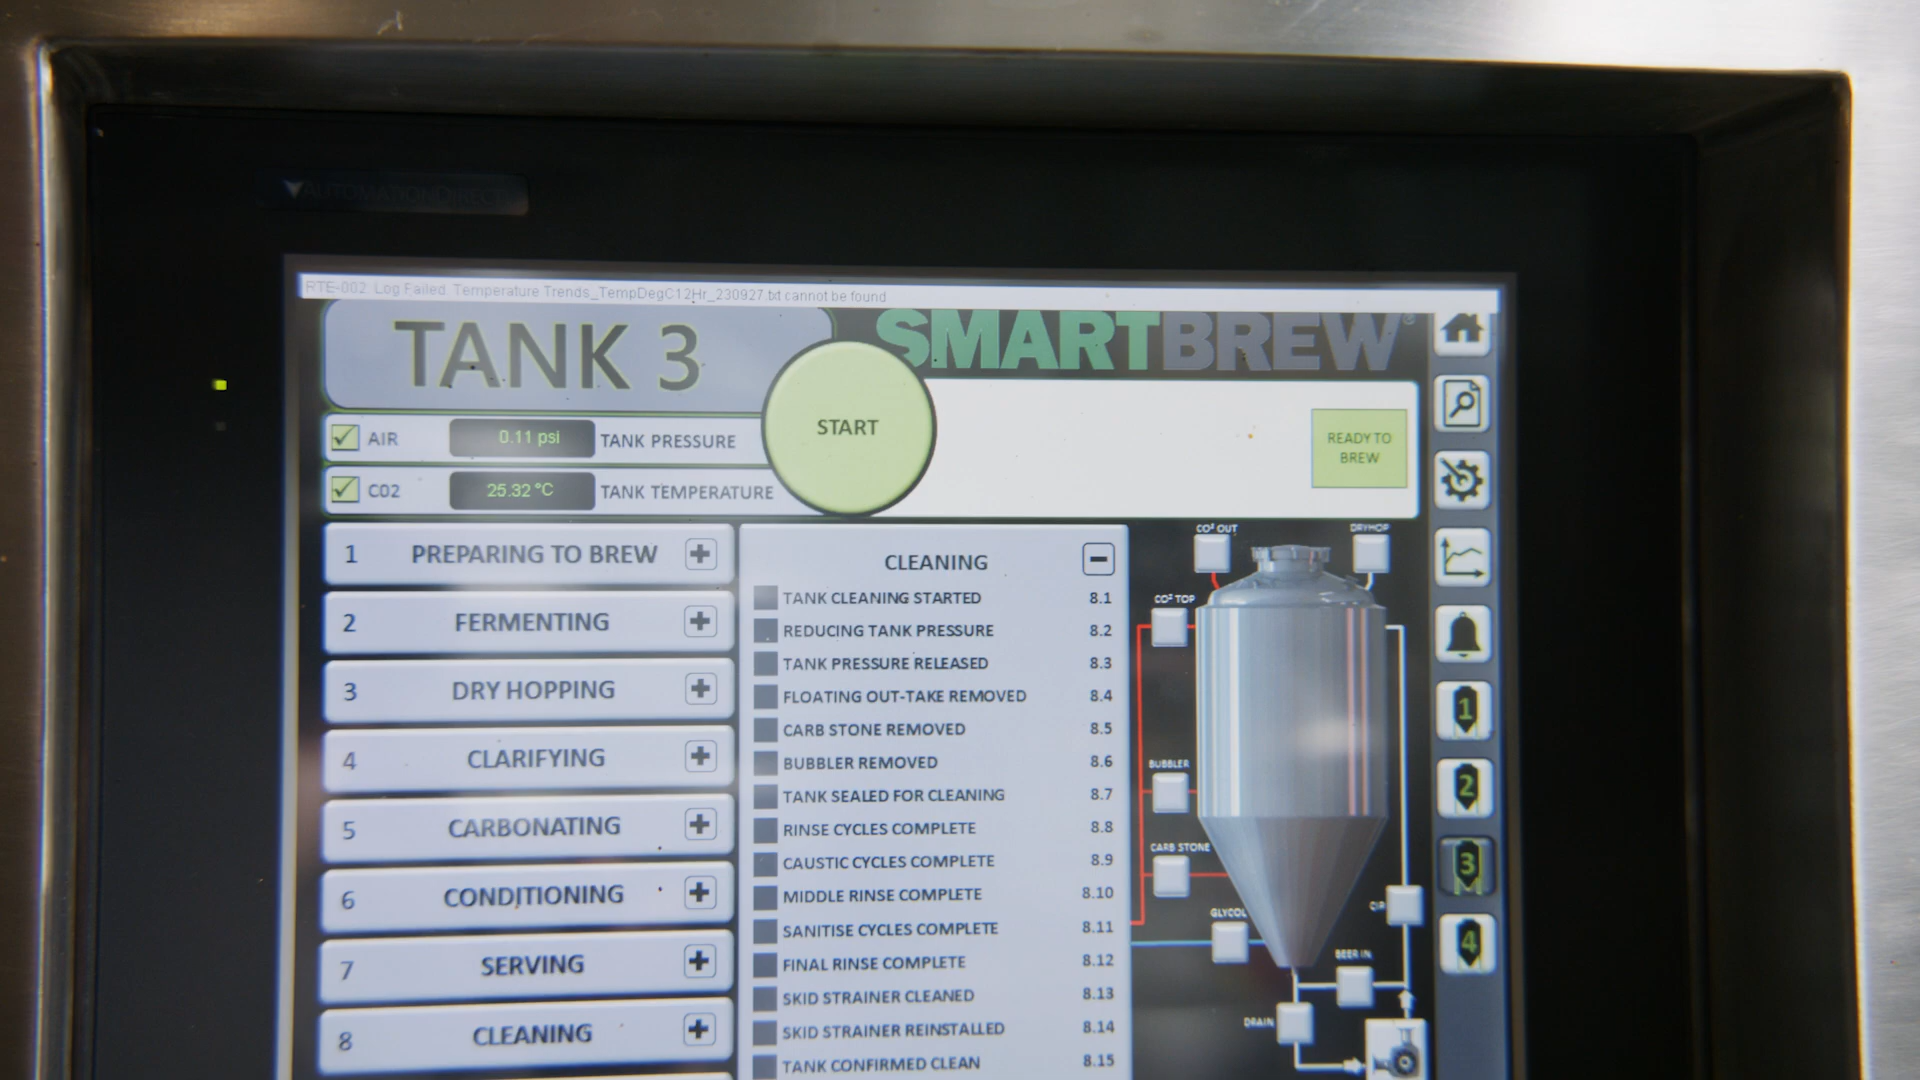 AUTOMATIONDIRECT
RTE-002: Log Failed. Temperature Trends_TempDegC12Hr_230927.txt cannot be found
TANK 3
SMARTBREW®
START
AIR
0.11 psi
TANK PRESSURE
READY TO
BREW
C02
25.32 °C
TANK TEMPERATURE
1 PREPARING TO BREW +
2 FERMENTING +
3 DRY HOPPING +
4 CLARIFYING +
5 CARBONATING +
6 CONDITIONING +
7 SERVING +
8 CLEANING +
CLEANING −
TANK CLEANING STARTED 8.1
REDUCING TANK PRESSURE 8.2
TANK PRESSURE RELEASED 8.3
FLOATING OUT-TAKE REMOVED 8.4
CARB STONE REMOVED 8.5
BUBBLER REMOVED 8.6
TANK SEALED FOR CLEANING 8.7
RINSE CYCLES COMPLETE 8.8
CAUSTIC CYCLES COMPLETE 8.9
MIDDLE RINSE COMPLETE 8.10
SANITISE CYCLES COMPLETE 8.11
FINAL RINSE COMPLETE 8.12
SKID STRAINER CLEANED 8.13
SKID STRAINER REINSTALLED 8.14
TANK CONFIRMED CLEAN 8.15
CO² OUT
DRYHOP
CO² TOP
BUBBLER
CARB STONE
GLYCOL
BEER IN
DRAIN
1
2
3
4